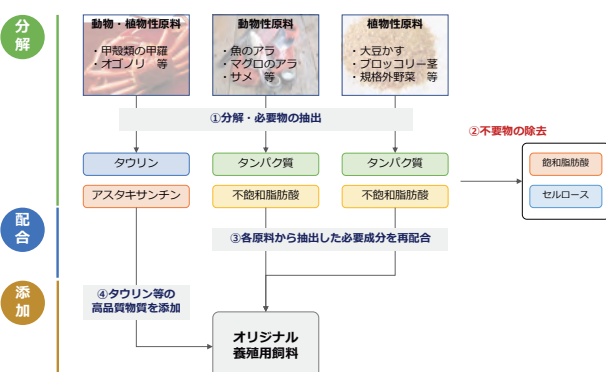 分
解
動物・植物性原料
・甲殻類の甲羅
・オゴノリ　等
動物性原料
・魚のアラ
・マグロのアラ
・サメ　等
植物性原料
・大豆かす
・ブロッコリー茎
・規格外野菜　等
①分解・必要物の抽出
②不要物の除去
タウリン
タンパク質
タンパク質
飽和脂肪酸
アスタキサンチン
不飽和脂肪酸
不飽和脂肪酸
セルロース
配
合
③各原料から抽出した必要成分を再配合
添
加
④タウリン等の
高品質物質を添加
オリジナル
養殖用飼料